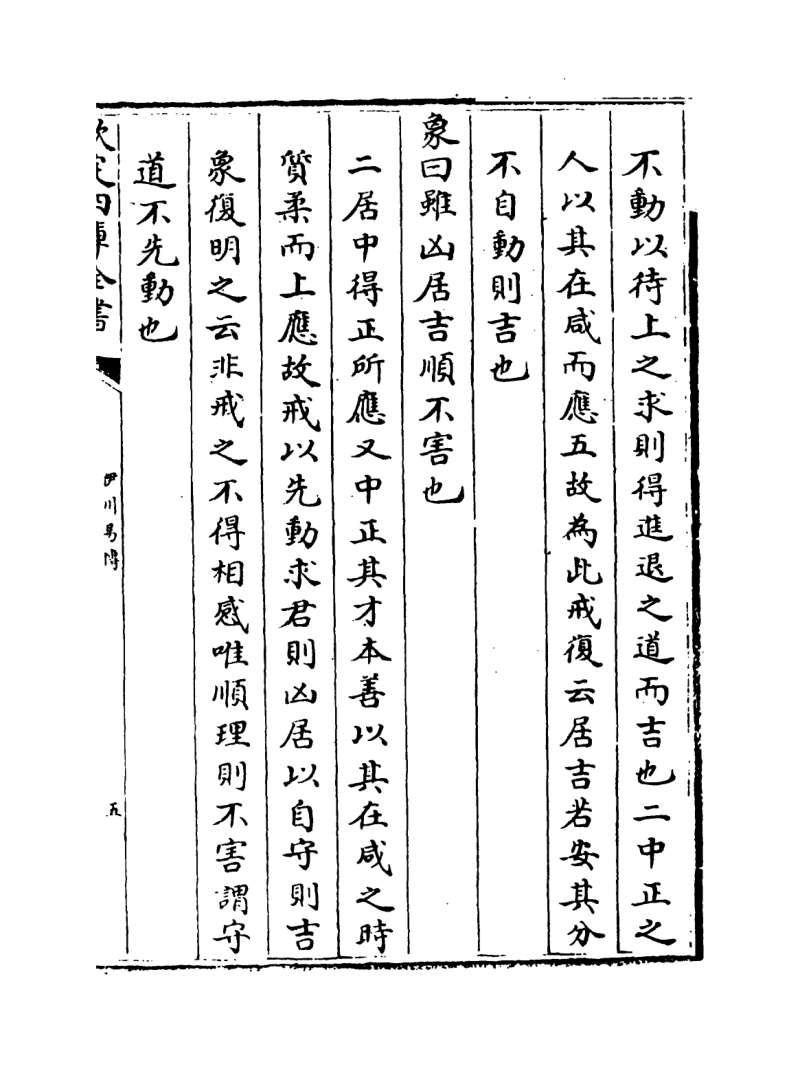 不動以待上之求則得進退之道而吉也二中正之
人以其在咸而應五故為此戒復云居吉若安其分
不自動則吉也
象曰雖凶居吉順不害也
二居中得正所應又中正其才本善以其在咸之時
質柔而上應故戒以先動求君則凶居以自守則吉
象復明之云非戒之不得相感唯順理則不害謂守
道不先動也
欽定四庫全書
伊川易傳
五